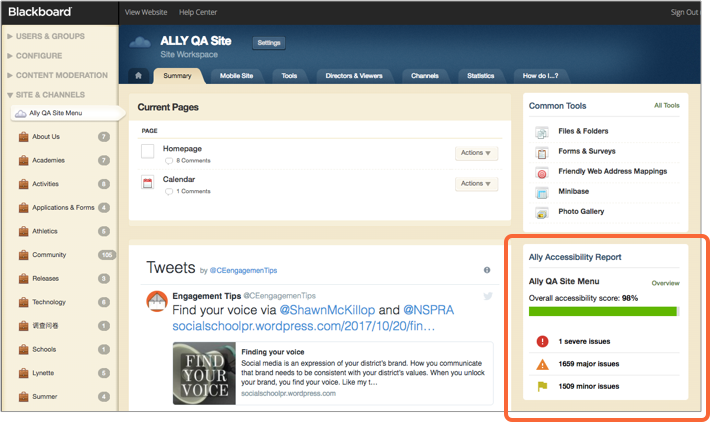 Blackboard
View Website
Help Center
Sign Out
USERS & GROUPS
CONFIGURE
CONTENT MODERATION
SITE & CHANNELS
Ally QA Site Menu
About Us 7
Academies 7
Activities 8
Applications & Forms 4
Athletics 6
Community 105
Releases 3
Technology 8
调查问卷 1
Schools 1
Lynette 6
Summer 4
ALLY QA Site
Settings
Site Workspace
Summary
Mobile Site
Tools
Directors & Viewers
Channels
Statistics
How do I...?
Current Pages
PAGE
Homepage
8 Comments
Actions
Calendar
1 Comments
Actions
Tweets by @CEengagementTips
Engagement Tips @CEengagementTips
Find your voice via @ShawnMcKillop and @NSPRA
socialschoolpr.wordpress.com/2017/10/20/fin…
FIND
YOUR
VOICE
Finding your voice
Social media is an expression of your district's brand. How you communicate
that brand needs to be consistent with your district's values. When you unlock
your brand, you find your voice. Like my t…
socialschoolpr.wordpress.com
Common Tools
All Tools
Files & Folders
Forms & Surveys
Friendly Web Address Mappings
Minibase
Photo Gallery
Ally Accessibility Report
Ally QA Site Menu
Overview
Overall accessibility score: 98%
1 severe issues
1659 major issues
1509 minor issues